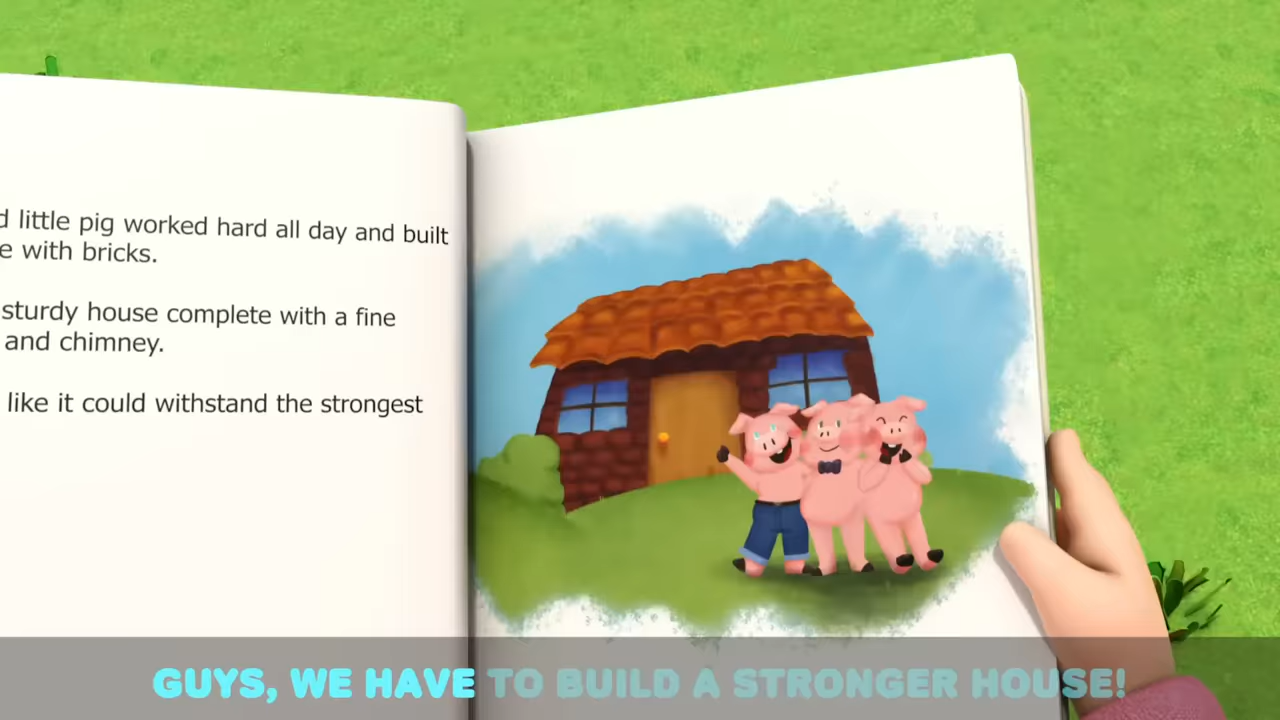 little pig worked hard all day and built
with bricks.
sturdy house complete with a fine
and chimney.
like it could withstand the strongest
GUYS, WE HAVE TO BUILD A STRONGER HOUSE!